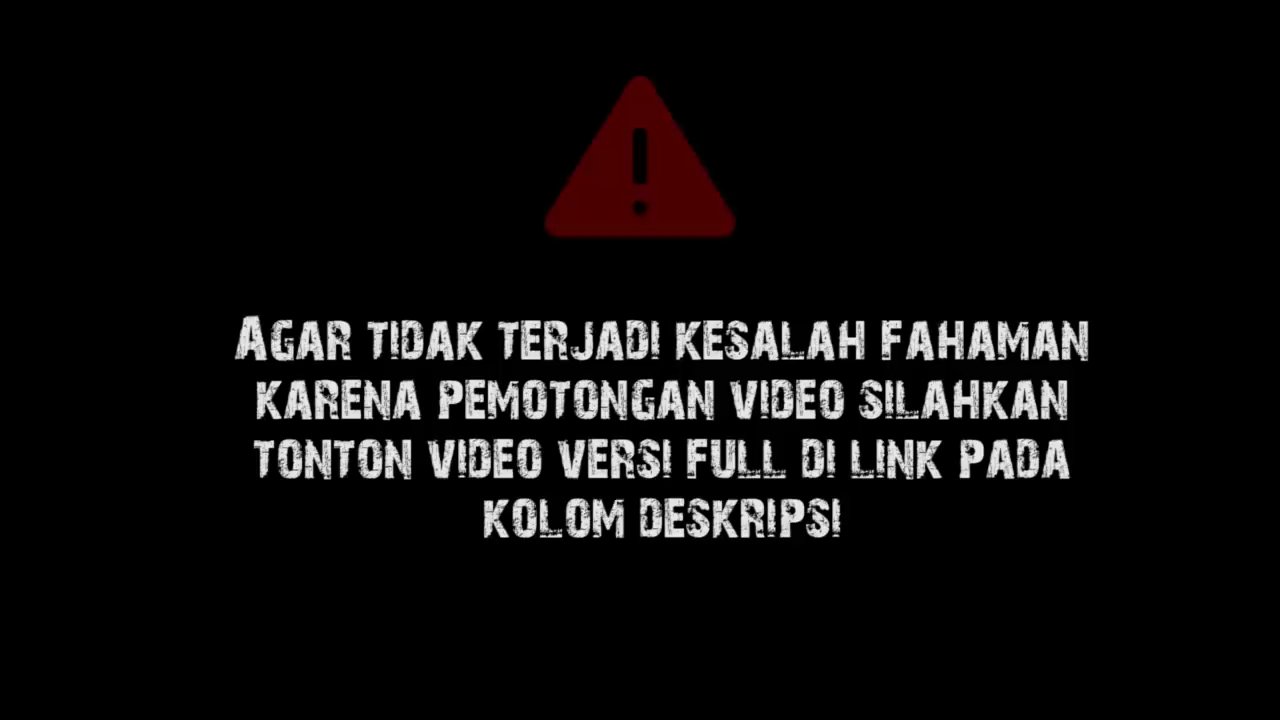 AGAR TIDAK TERJADI KESALAH FAHAMAN
KARENA PEMOTONGAN VIDEO SILAHKAN
TONTON VIDEO VERSI FULL DI LINK PADA
KOLOM DESKRIPSI